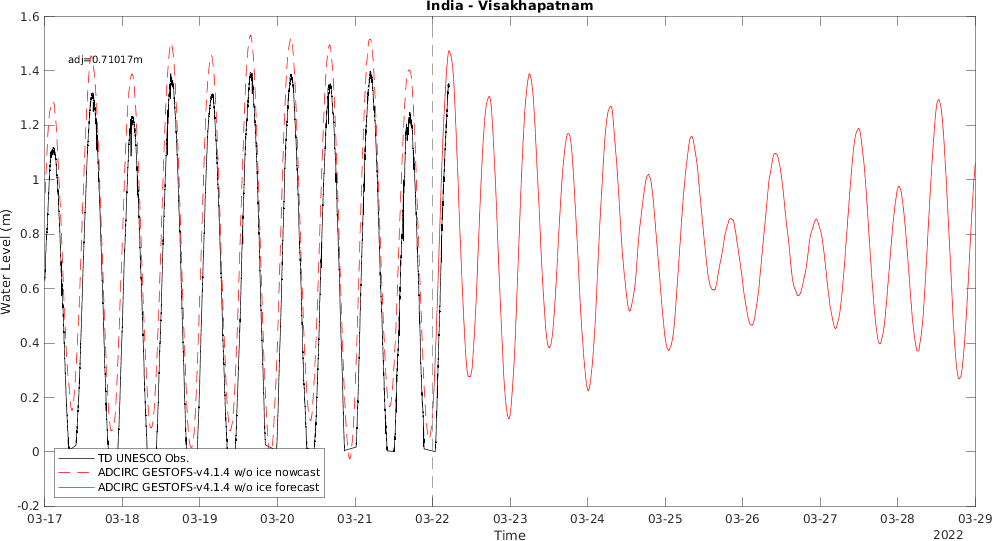 India - Visakhapatnam
adj=0.71017m
1.6
1.4
1.2
1
0.8
0.6
0.4
0.2
0
-0.2
Water Level (m)
TD UNESCO Obs.
ADCIRC GESTOFS-v4.1.4 w/o ice nowcast
ADCIRC GESTOFS-v4.1.4 w/o ice forecast
03-17 03-18 03-19 03-20 03-21 03-22 03-23 03-24 03-25 03-26 03-27 03-28 03-29
Time
2022